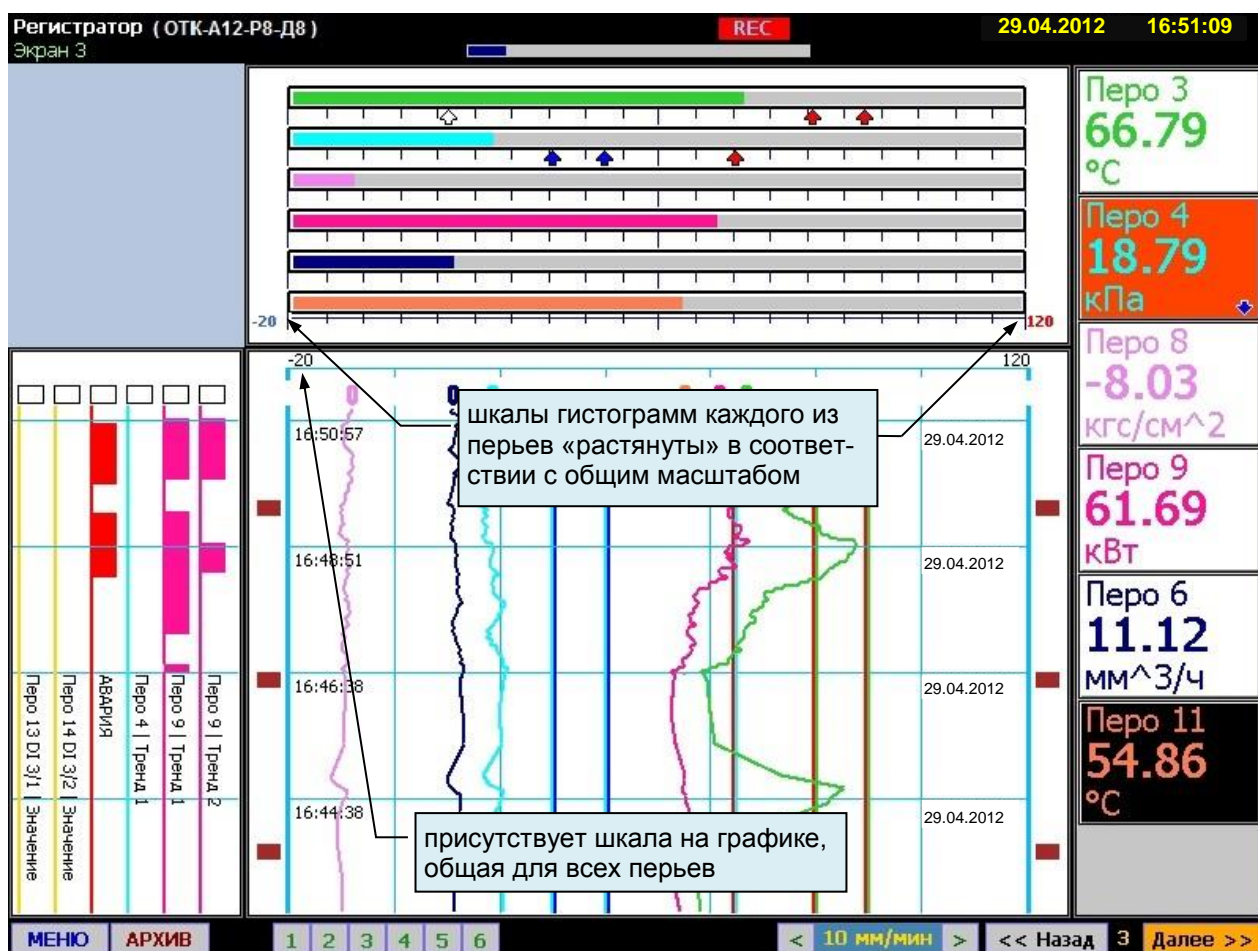 Регистратор ( ОТК-А12-Р8-Д8 )
REC
29.04.2012 16:51:09
Экран 3
Перо 3
66.79
°C
Перо 4
18.79
кПа
-20
120
Перо 8
-8.03
кгс/см^2
-20
120
шкалы гистограмм каждого из
перьев «растянуты» в соответ-
ствии с общим масштабом
16:50:57
29.04.2012
Перо 9
61.69
кВт
16:48:51
29.04.2012
Перо 6
11.12
мм^3/ч
16:46:38
29.04.2012
Перо 11
54.86
°C
16:44:38
29.04.2012
присутствует шкала на графике,
общая для всех перьев
Перо 13 DI 3/1 | Значение
Перо 14 DI 3/2 | Значение
АВАРИЯ
Перо 4 | Тренд 1
Перо 9 | Тренд 1
Перо 9 | Тренд 2
МЕНЮ АРХИВ 1 2 3 4 5 6 < 10 мм/мин > << Назад 3 Далее >>